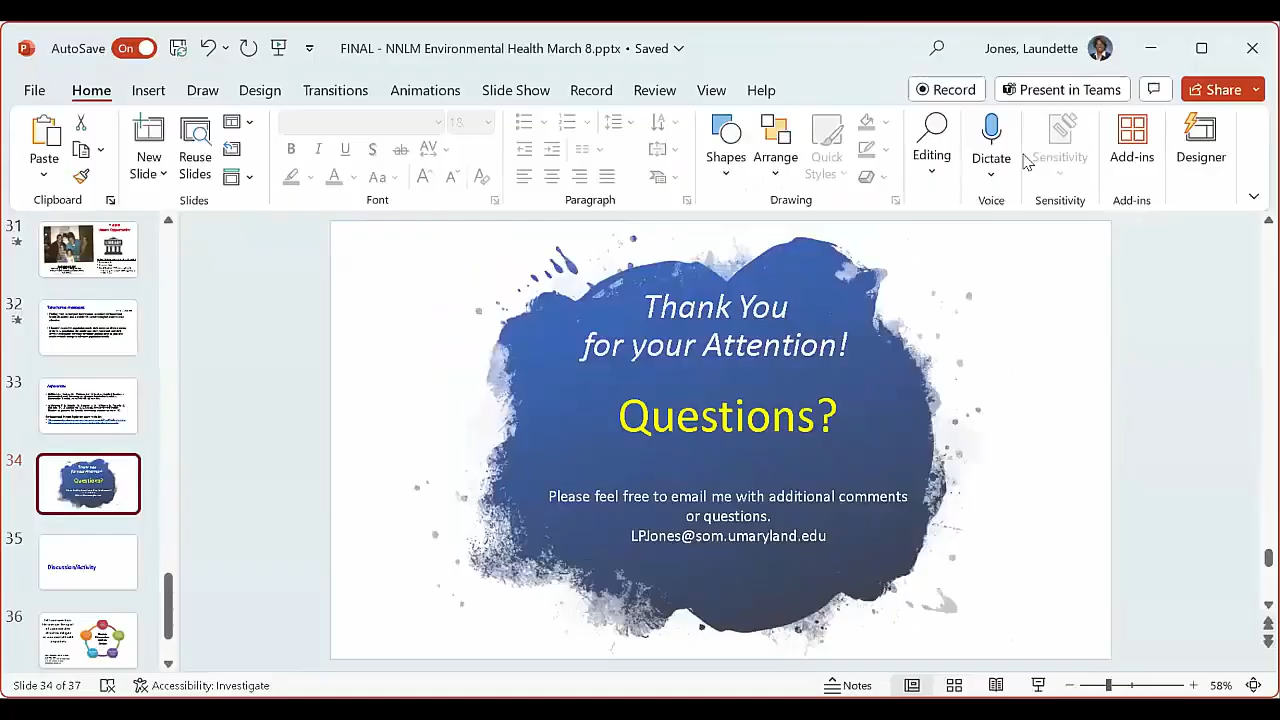 AutoSave On FINAL - NNLM Environmental Health March 8.pptx • Saved Jones, Laundette
File Home Insert Draw Design Transitions Animations Slide Show Record Review View Help Record Present in Teams Share
Paste New Slide Reuse Slides 18 Shapes Arrange Quick Styles Editing Dictate Sensitivity Add-ins Designer
B I U S ab AV
A Aa A A
Clipboard Slides Font Paragraph Drawing Voice Sensitivity Add-ins
31
32
33
34
35
Discussion/Activity
36
Thank You
for your Attention!
Questions?
Please feel free to email me with additional comments
or questions.
LPJones@som.umaryland.edu
Slide 34 of 37 Accessibility: Investigate Notes 58%